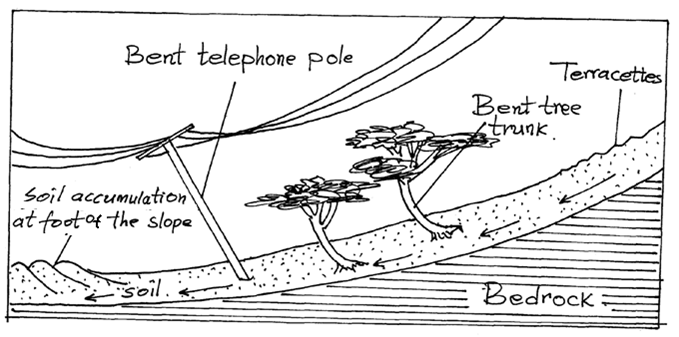 Bent telephone pole
Terracettes
Bent tree
trunk
Soil accumulation
at foot of the slope
soil
Bedrock